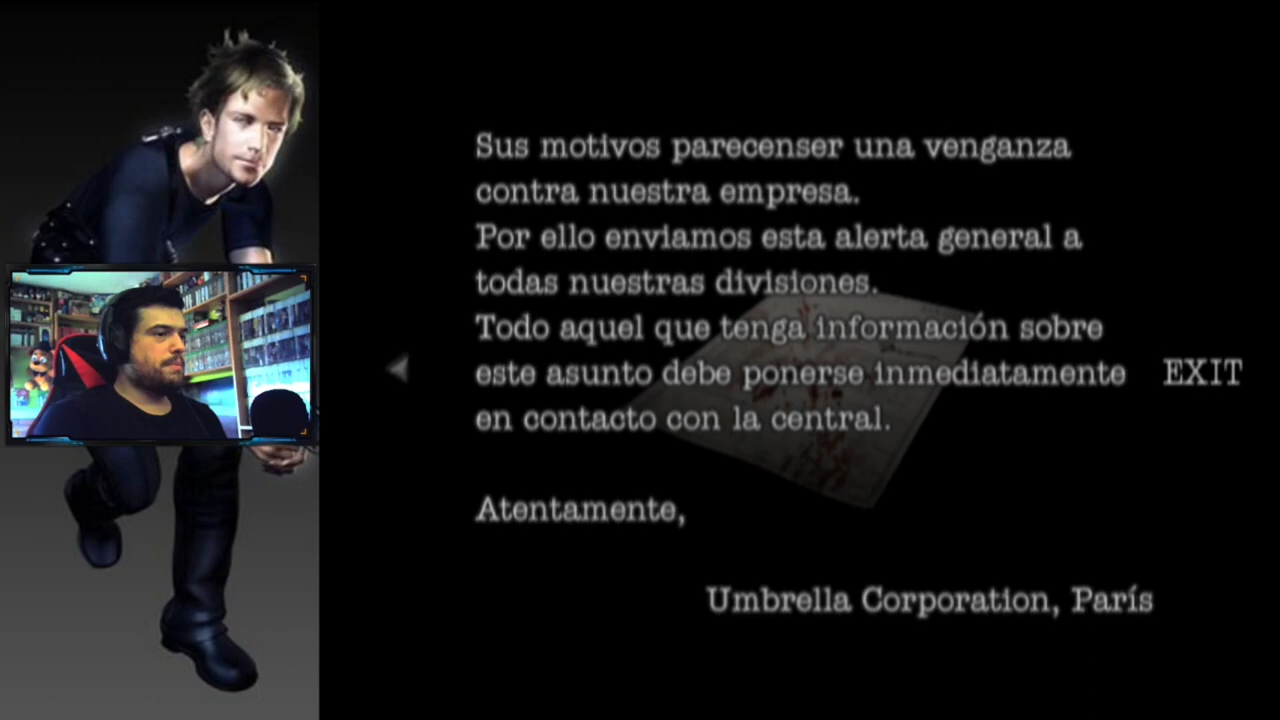 Sus motivos parecenser una venganza
contra nuestra empresa.
Por ello enviamos esta alerta general a
todas nuestras divisiones.
Todo aquel que tenga información sobre
este asunto debe ponerse inmediatamente
EXIT
en contacto con la central.
Atentamente,
Umbrella Corporation, París